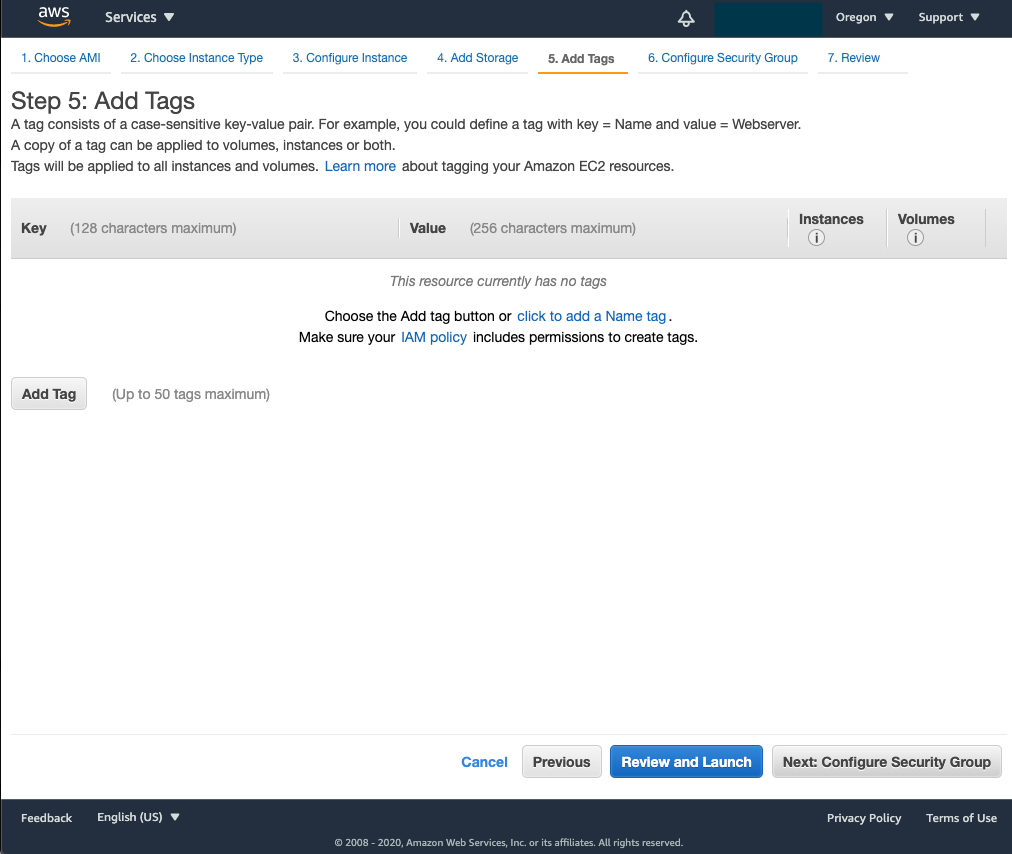 aws Services Oregon Support
1. Choose AMI 2. Choose Instance Type 3. Configure Instance 4. Add Storage 5. Add Tags 6. Configure Security Group 7. Review
Step 5: Add Tags
A tag consists of a case-sensitive key-value pair. For example, you could define a tag with key = Name and value = Webserver.
A copy of a tag can be applied to volumes, instances or both.
Tags will be applied to all instances and volumes. Learn more about tagging your Amazon EC2 resources.
Key (128 characters maximum) Value (256 characters maximum) Instances Volumes
i i
This resource currently has no tags
Choose the Add tag button or click to add a Name tag.
Make sure your IAM policy includes permissions to create tags.
Add Tag (Up to 50 tags maximum)
Cancel Previous Review and Launch Next: Configure Security Group
Feedback English (US) Privacy Policy Terms of Use
© 2008 - 2020, Amazon Web Services, Inc. or its affiliates. All rights reserved.